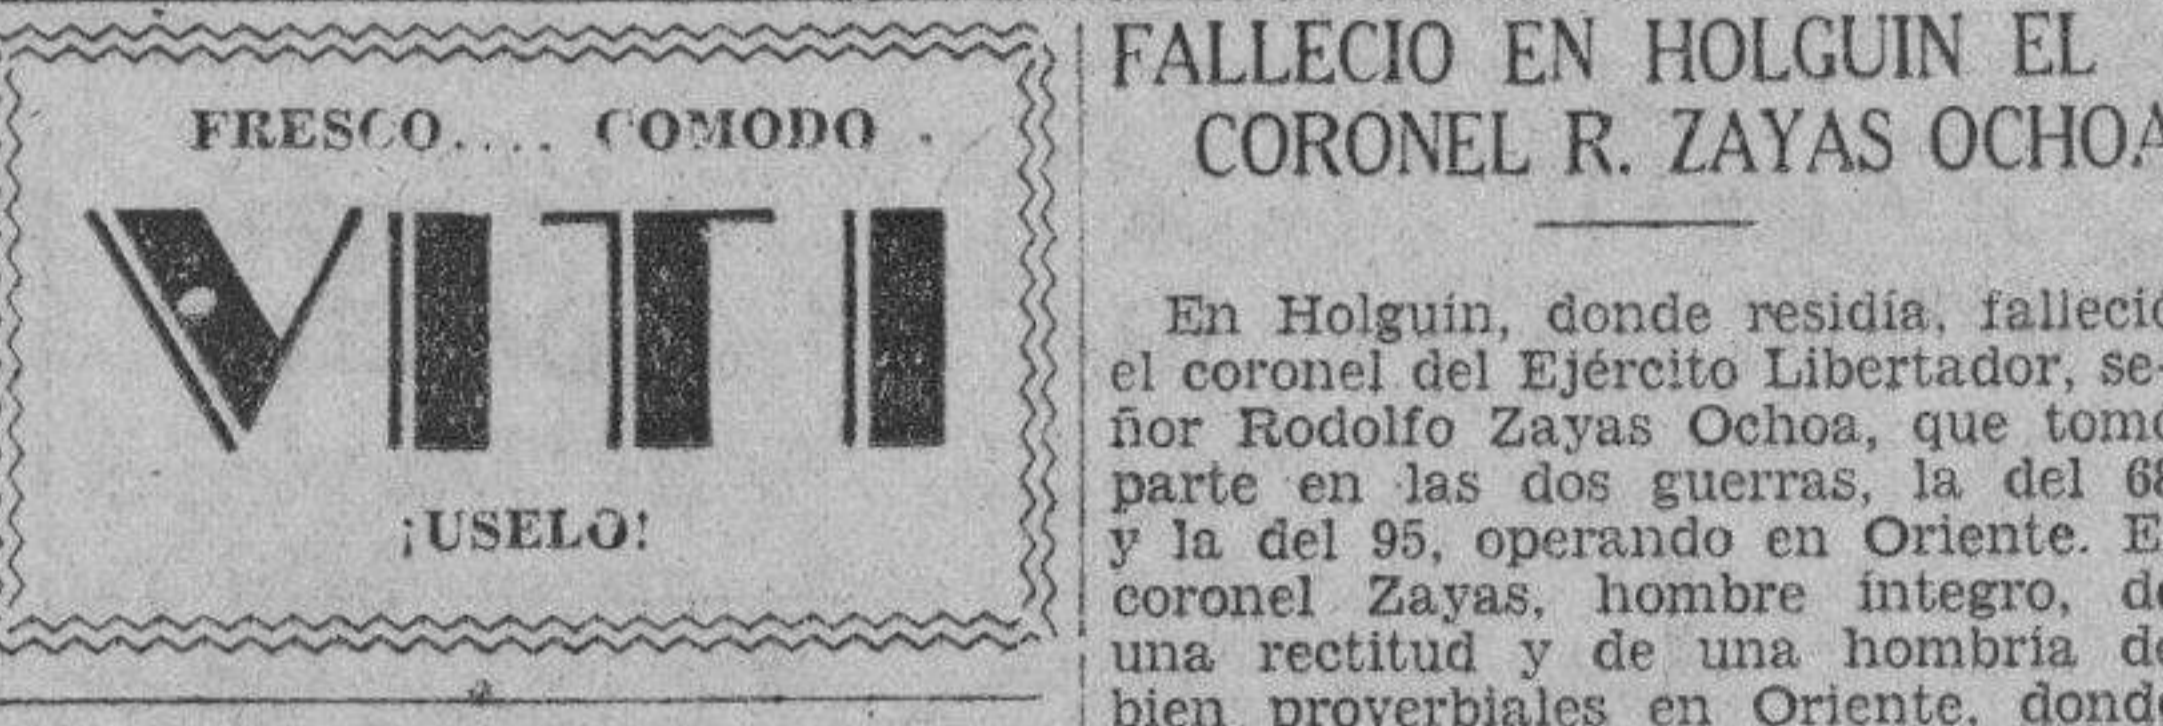 FRESCO.... COMODO .
VITI
¡USELO!
FALLECIO EN HOLGUIN EL
CORONEL R. ZAYAS OCHOA
En Holguín, donde residía, falleció
el coronel del Ejército Libertador, se-
ñor Rodolfo Zayas Ochoa, que tomó
parte en las dos guerras, la del 68
y la del 95, operando en Oriente. El
coronel Zayas, hombre íntegro, de
una rectitud y de una hombría de
bien proverbiales en Oriente, donde